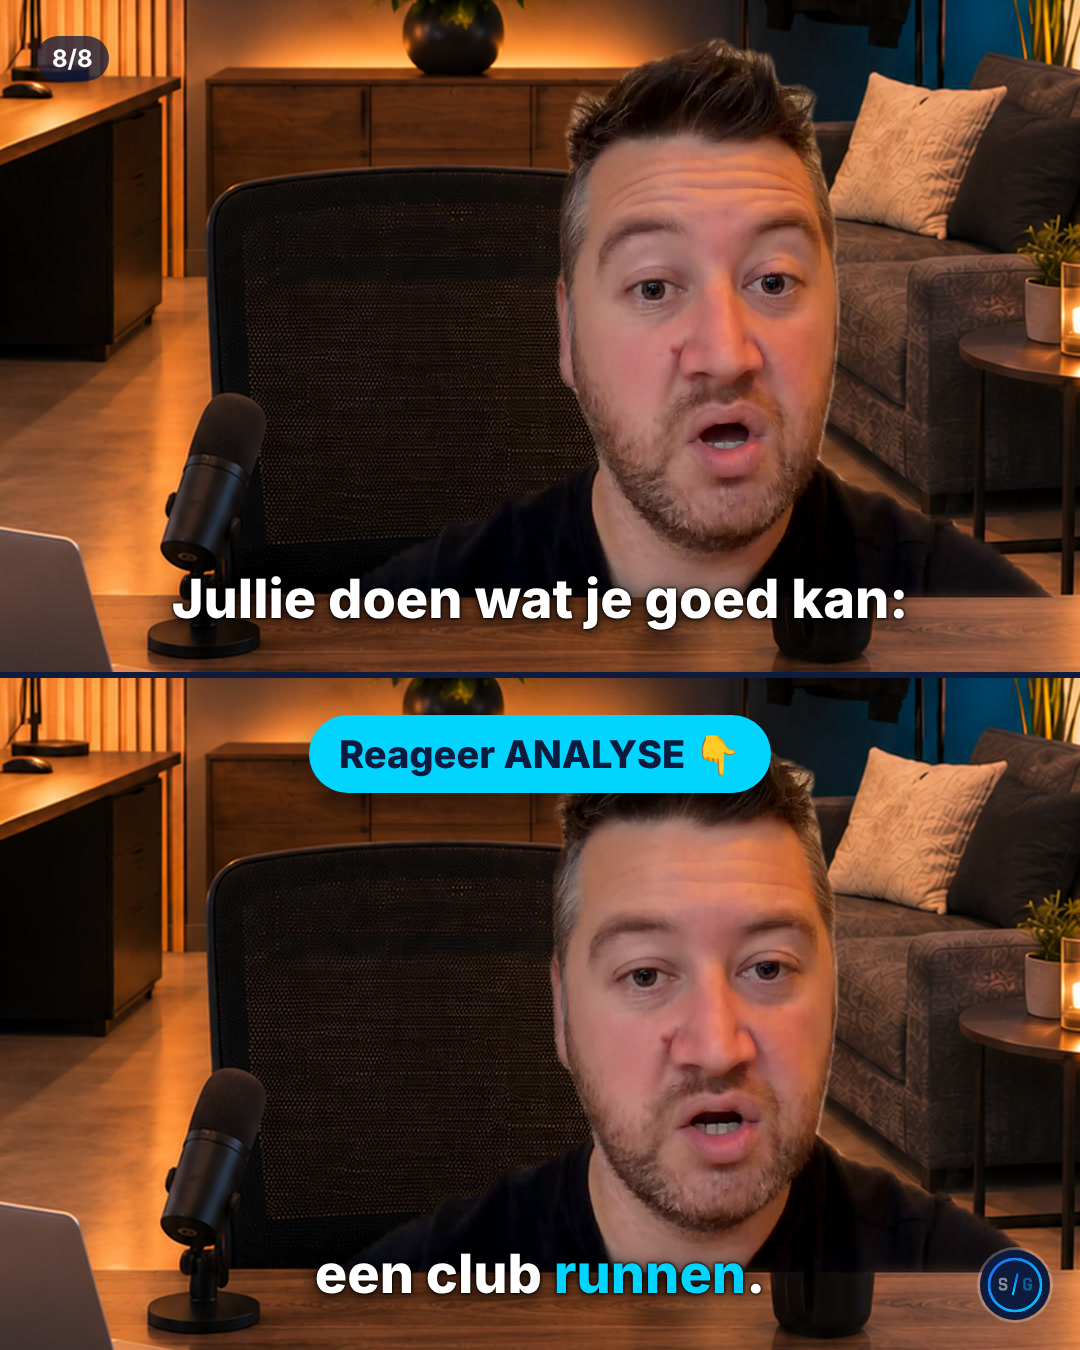 8/8
Jullie doen wat je goed kan:
Reageer ANALYSE 👇
een club runnen.
S/G